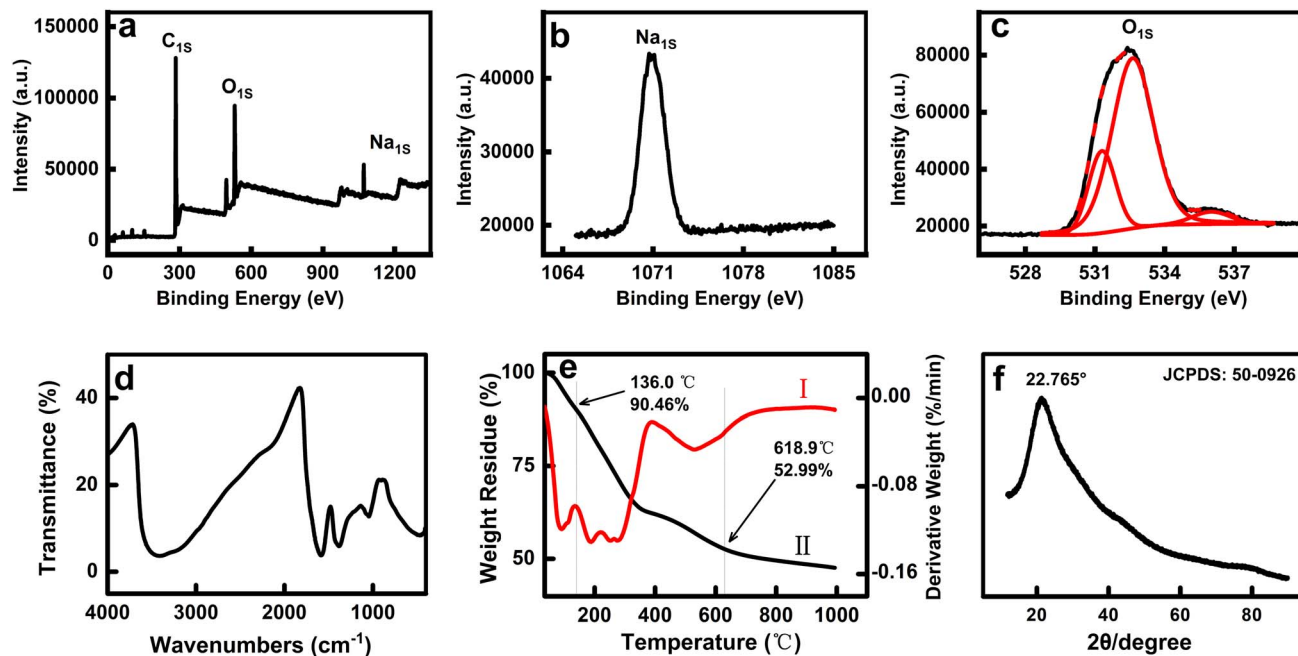 a
C1S
O1S
Na1S
150000
100000
50000
0
0 300 600 900 1200
Intensity (a.u.)
Binding Energy (eV)
b
Na1S
40000
30000
20000
1064 1071 1078 1085
Intensity (a.u.)
Binding Energy (eV)
c
O1S
80000
60000
40000
20000
528 531 534 537
Intensity (a.u.)
Binding Energy (eV)
d
40
20
0
4000 3000 2000 1000
Transmittance (%)
Wavenumbers (cm-1)
e
136.0 ℃
90.46%
I
618.9℃
52.99%
II
100
75
50
0.00
-0.08
-0.16
200 400 600 800 1000
Weight Residue (%)
Derivative Weight (%/min)
Temperature (℃)
f
22.765°
JCPDS: 50-0926
20 40 60 80
2θ/degree